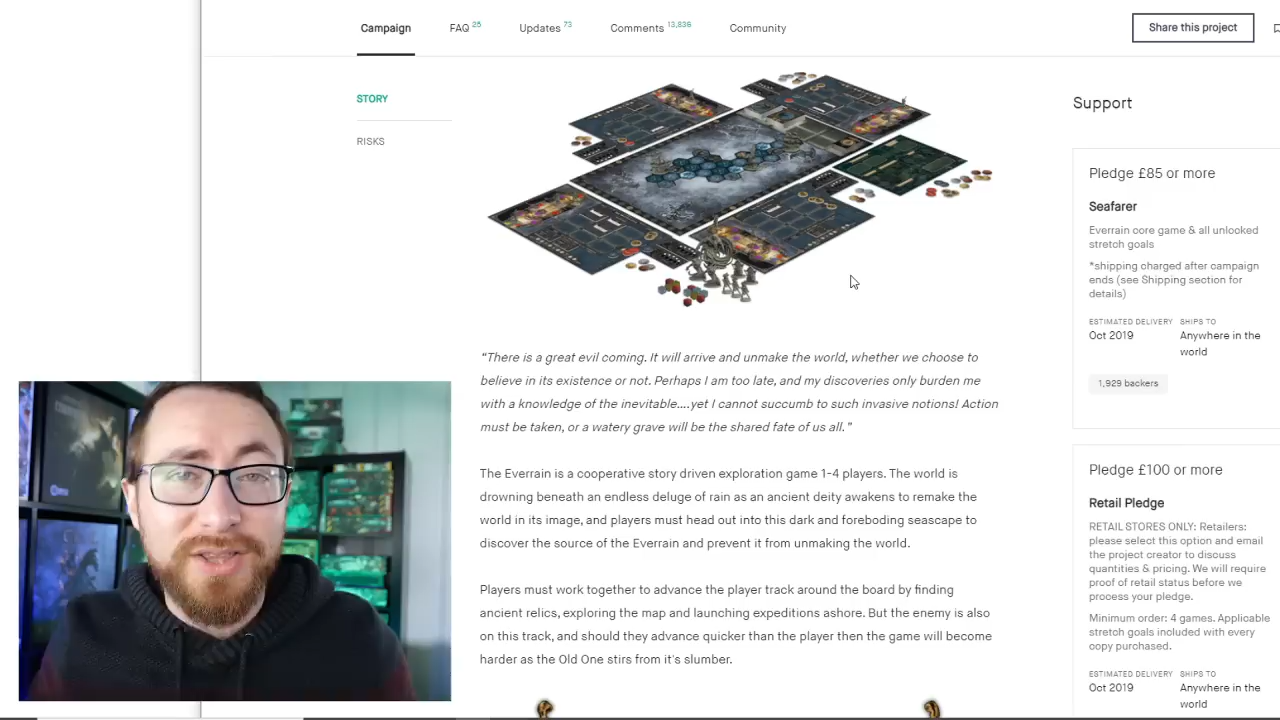 Campaign
FAQ 25
Updates 73
Comments 13,836
Community
Share this project
STORY
RISKS
“There is a great evil coming. It will arrive and unmake the world, whether we choose to
believe in its existence or not. Perhaps I am too late, and my discoveries only burden me
with a knowledge of the inevitable....yet I cannot succumb to such invasive notions! Action
must be taken, or a watery grave will be the shared fate of us all.”
The Everrain is a cooperative story driven exploration game 1-4 players. The world is
drowning beneath an endless deluge of rain as an ancient deity awakens to remake the
world in its image, and players must head out into this dark and foreboding seascape to
discover the source of the Everrain and prevent it from unmaking the world.
Players must work together to advance the player track around the board by finding
ancient relics, exploring the map and launching expeditions ashore. But the enemy is also
on this track, and should they advance quicker than the player then the game will become
harder as the Old One stirs from it's slumber.
Support
Pledge £85 or more
Seafarer
Everrain core game & all unlocked
stretch goals
*shipping charged after campaign
ends (see Shipping section for
details)
ESTIMATED DELIVERY
Oct 2019
SHIPS TO
Anywhere in the
world
1,929 backers
Pledge £100 or more
Retail Pledge
RETAIL STORES ONLY: Retailers:
please select this option and email
the project creator to discuss
quantities & pricing. We will require
proof of retail status before we
process your pledge.
Minimum order: 4 games. Applicable
stretch goals included with every
copy purchased.
ESTIMATED DELIVERY
Oct 2019
SHIPS TO
Anywhere in the
world